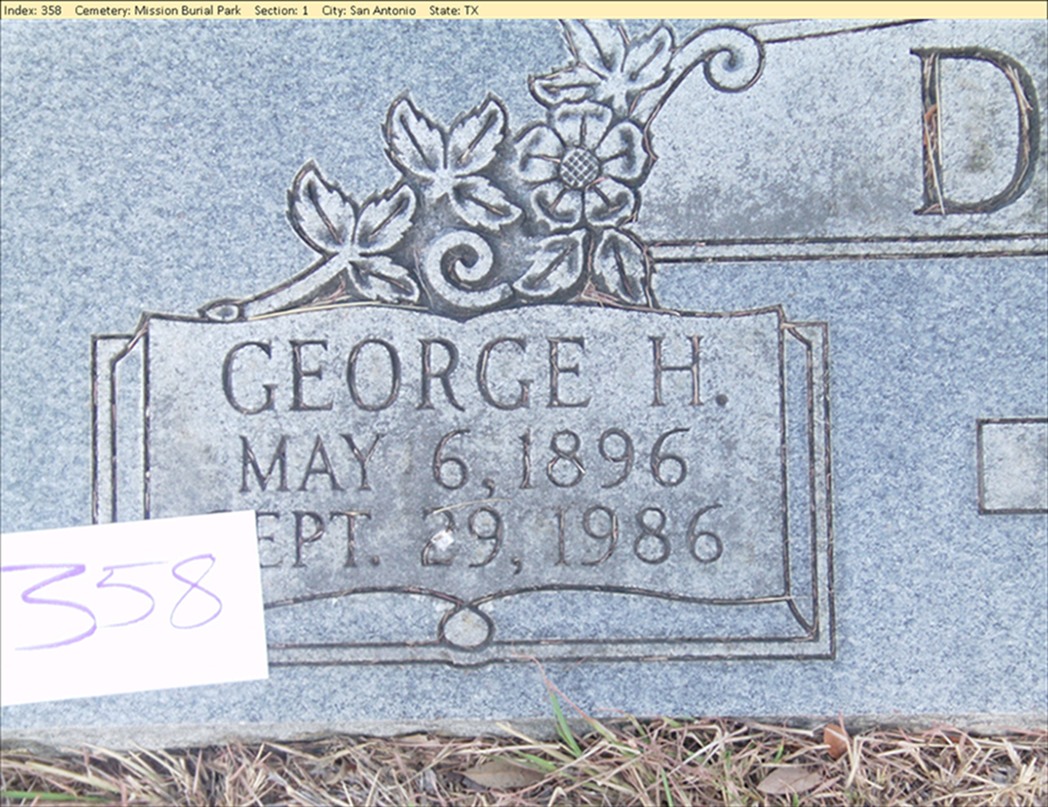 Index: 358 Cemetery: Mission Burial Park Section: 1 City: San Antonio State: TX
D
GEORGE H.
MAY 6, 1896
EPT. 29, 1986
358